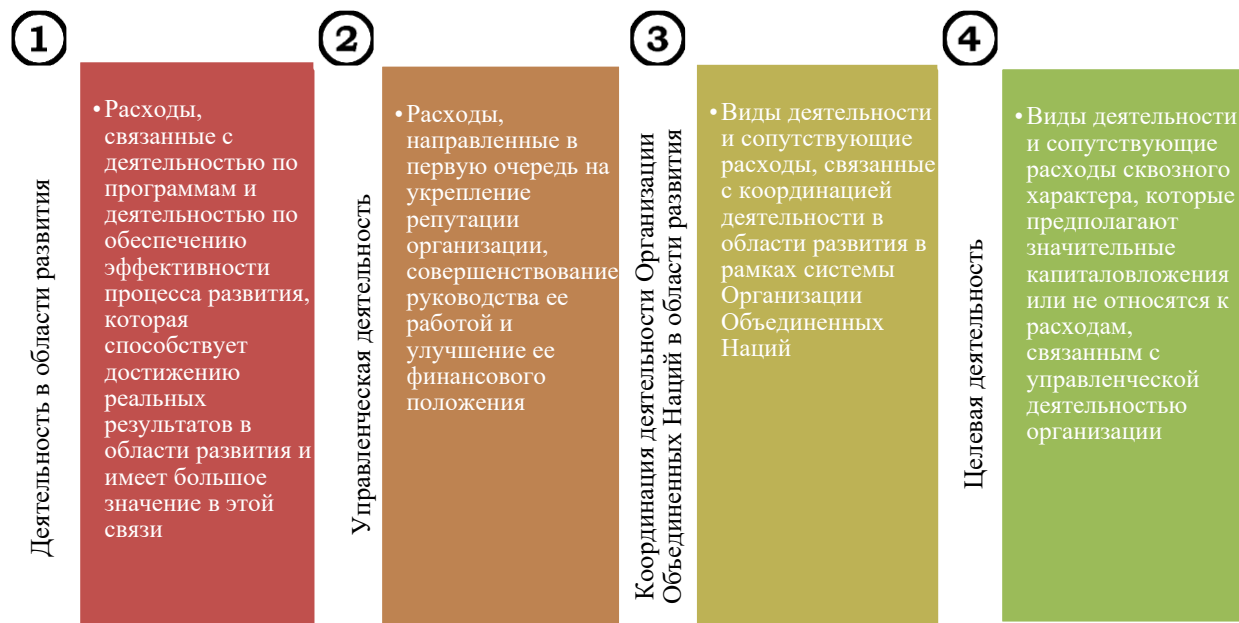 1
Деятельность в области развития
•Расходы,
связанные с
деятельностью по
программам и
деятельностью по
обеспечению
эффективности
процесса развития,
которая
способствует
достижению
реальных
результатов в
области развития и
имеет большое
значение в этой
связи
2
Управленческая деятельность
•Расходы,
направленные в
первую очередь на
укрепление
репутации
организации,
совершенствование
руководства ее
работой и
улучшение ее
финансового
положения
3
Координация деятельности Организации
Объединенных Наций в области развития
•Виды деятельности
и сопутствующие
расходы, связанные
с координацией
деятельности в
области развития в
рамках системы
Организации
Объединенных
Наций
4
Целевая деятельность
•Виды деятельности
и сопутствующие
расходы сквозного
характера, которые
предполагают
значительные
капиталовложения
или не относятся к
расходам,
связанным с
управленческой
деятельностью
организации